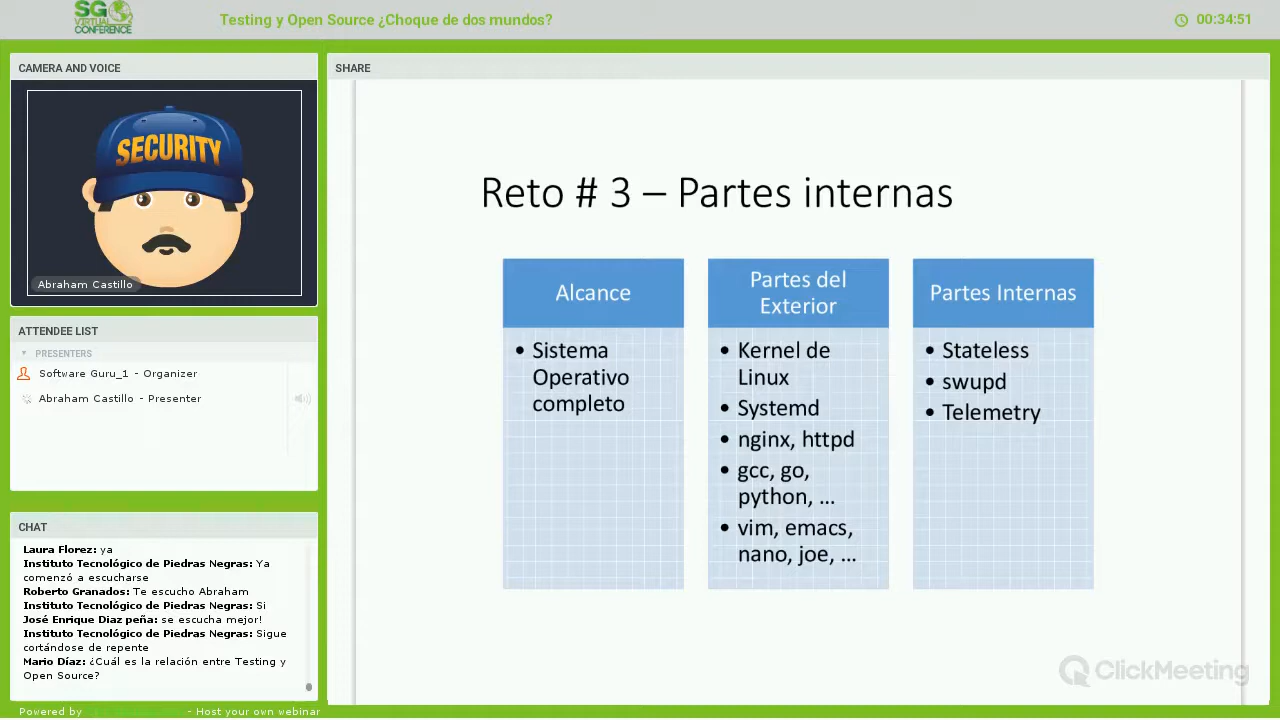 SG
VIRTUAL
CONFERENCE
Testing y Open Source ¿Choque de dos mundos?
00:34:51
CAMERA AND VOICE
SHARE
SECURITY
Abraham Castillo
ATTENDEE LIST
PRESENTERS
Software Guru_1 - Organizer
Abraham Castillo - Presenter
CHAT
Laura Florez: ya
Instituto Tecnológico de Piedras Negras: Ya
comenzó a escucharse
Roberto Granados: Te escucho Abraham
Instituto Tecnológico de Piedras Negras: Si
José Enrique Diaz peña: se escucha mejor!
Instituto Tecnológico de Piedras Negras: Sigue
cortándose de repente
Mario Díaz: ¿Cuál es la relación entre Testing y
Open Source?
Powered by - Host your own webinar
Reto # 3 – Partes internas
Alcance
• Sistema
Operativo
completo
Partes del
Exterior
• Kernel de
Linux
• Systemd
• nginx, httpd
• gcc, go,
python, ...
• vim, emacs,
nano, joe, ...
Partes Internas
• Stateless
• swupd
• Telemetry
ClickMeeting